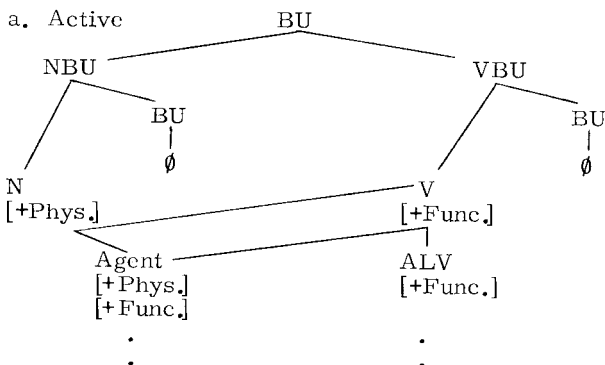 a. Active BU
NBU VBU
BU BU
ø ø
N V
[+Phys.] [+Func.]
Agent ALV
[+Phys.] [+Func.]
[+Func.]
. .
. .